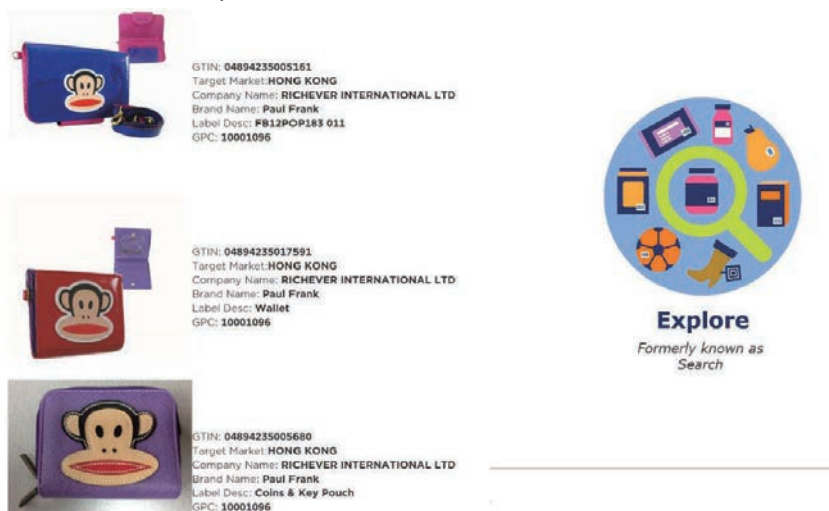 GTIN: 04894235005161
Target Market:HONG KONG
Company Name: RICHEVER INTERNATIONAL LTD
Brand Name: Paul Frank
Label Desc: FB12POP183 011
GPC: 10001096
GTIN: 04894235017591
Target Market:HONG KONG
Company Name: RICHEVER INTERNATIONAL LTD
Brand Name: Paul Frank
Label Desc: Wallet
GPC: 10001096
GTIN: 04894235005680
Target Market:HONG KONG
Company Name: RICHEVER INTERNATIONAL LTD
Brand Name: Paul Frank
Label Desc: Coins & Key Pouch
GPC: 10001096
Explore
Formerly known as
Search